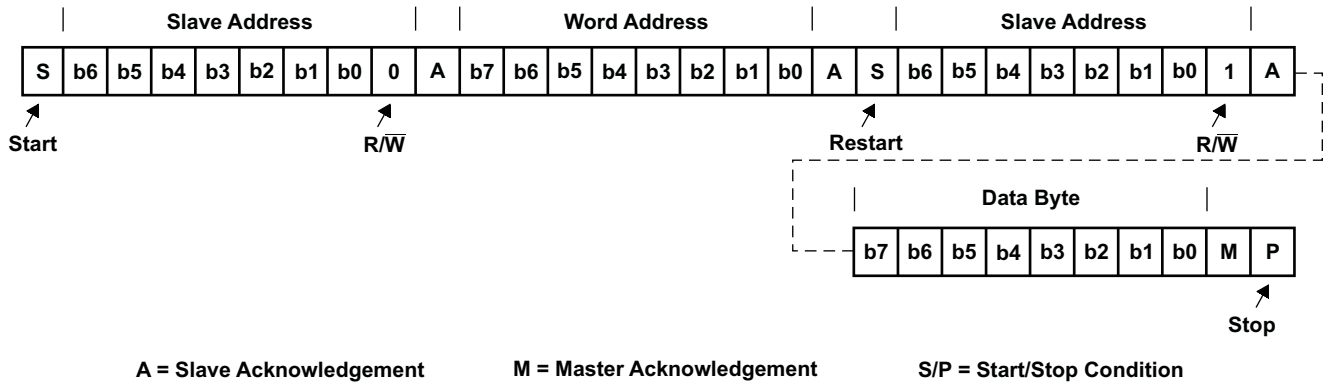 Slave Address Word Address Slave Address
S b6 b5 b4 b3 b2 b1 b0 0 A b7 b6 b5 b4 b3 b2 b1 b0 A S b6 b5 b4 b3 b2 b1 b0 1 A
Start R/W̅ Restart R/W̅
Data Byte
b7 b6 b5 b4 b3 b2 b1 b0 M P
Stop
A = Slave Acknowledgement M = Master Acknowledgement S/P = Start/Stop Condition